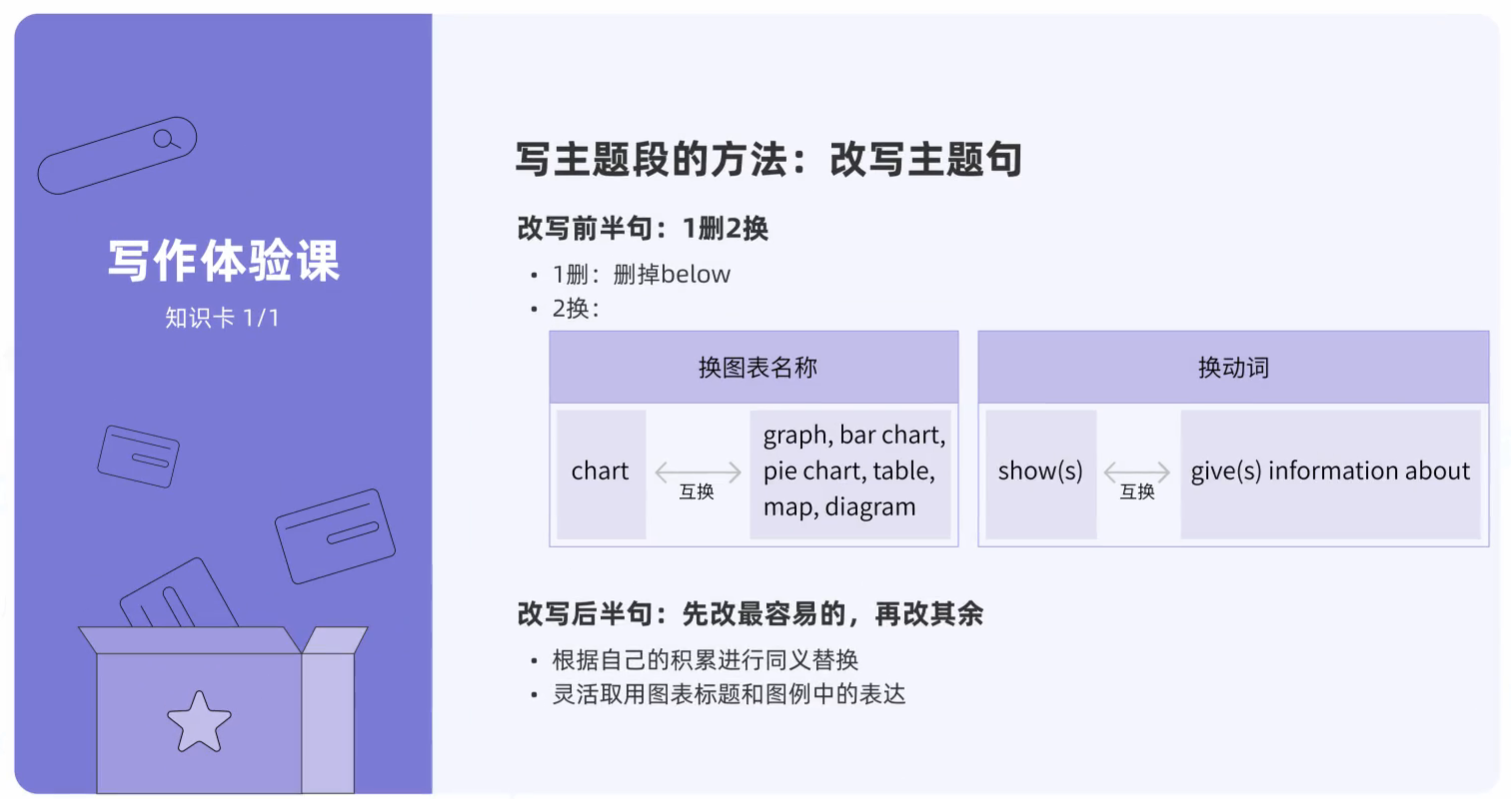 写作体验课
知识卡 1/1
写主题段的方法：改写主题句
改写前半句：1删2换
• 1删：删掉below
• 2换：
换图表名称
chart
互换
graph, bar chart,
pie chart, table,
map, diagram
换动词
show(s)
互换
give(s) information about
改写后半句：先改最容易的，再改其余
• 根据自己的积累进行同义替换
• 灵活取用图表标题和图例中的表达